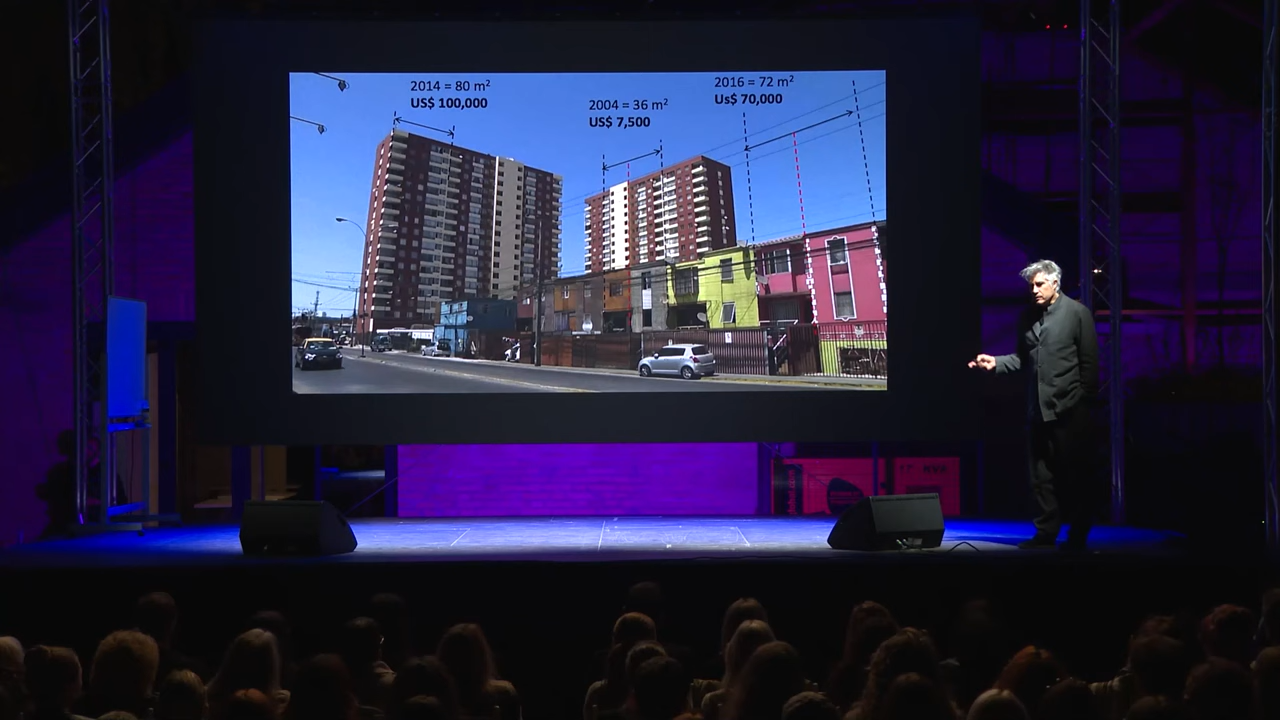 2014 = 80 m²
US$ 100,000
2004 = 36 m²
US$ 7,500
2016 = 72 m²
Us$ 70,000